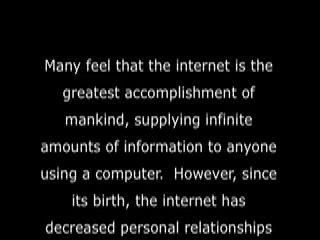 Many feel that the internet is the
greatest accomplishment of
mankind, supplying infinite
amounts of information to anyone
using a computer.  However, since
its birth, the internet has
decreased personal relationships